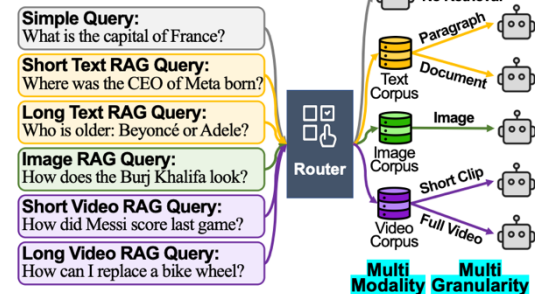 Simple Query:
What is the capital of France?
Short Text RAG Query:
Where was the CEO of Meta born?
Long Text RAG Query:
Who is older: Beyoncé or Adele?
Image RAG Query:
How does the Burj Khalifa look?
Short Video RAG Query:
How did Messi score last game?
Long Video RAG Query:
How can I replace a bike wheel?
Router
Paragraph
Document
Text
Corpus
Image
Image
Corpus
Short Clip
Full Video
Video
Corpus
Multi
Modality
Multi
Granularity